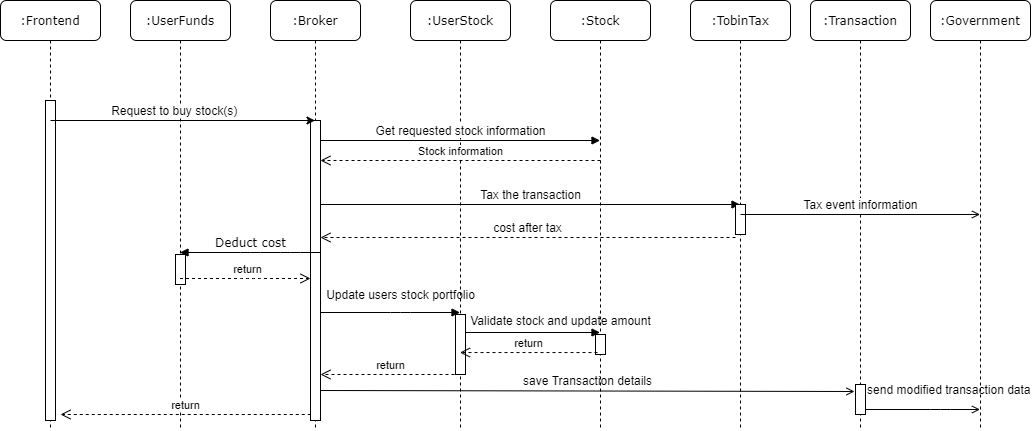 :Frontend
:UserFunds
:Broker
:UserStock
:Stock
:TobinTax
:Transaction
:Government
Request to buy stock(s)
Get requested stock information
Stock information
Tax the transaction
Tax event information
cost after tax
Deduct cost
return
Update users stock portfolio
Validate stock and update amount
return
return
save Transaction details
send modified transaction data
return